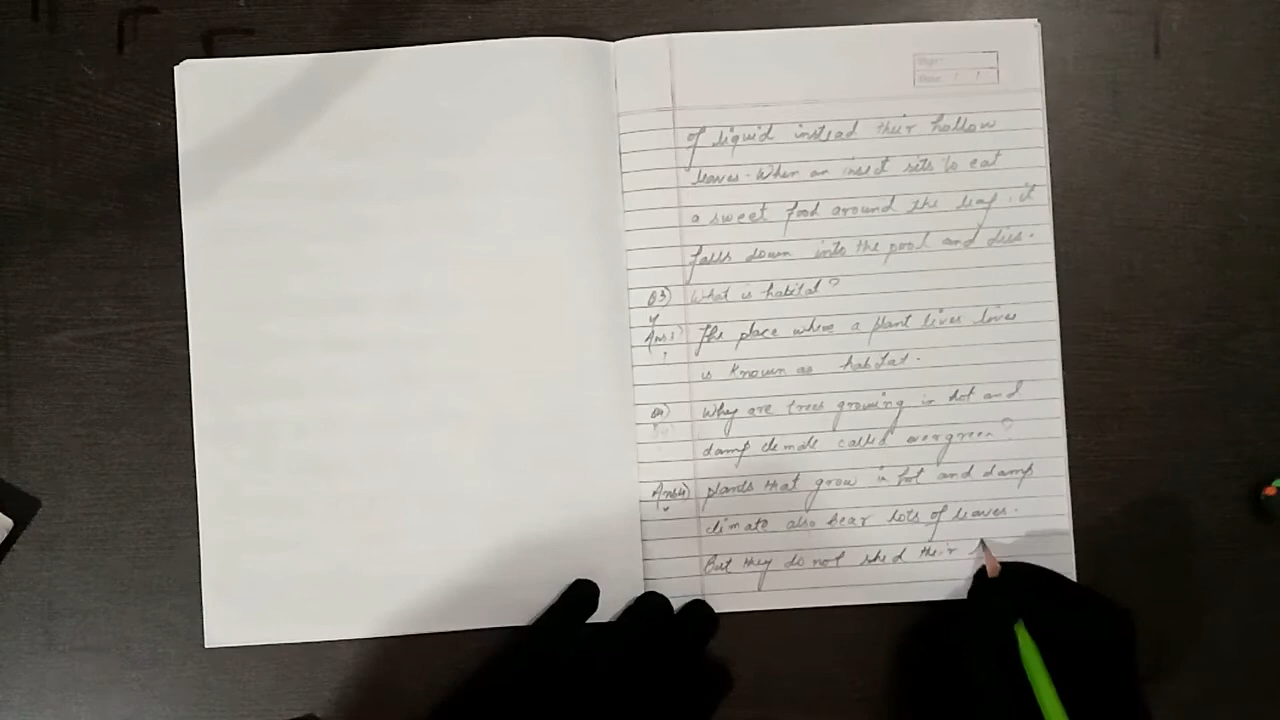 of liquid instead their hollow
leaves. When an insect sits to eat
a sweet food around the leaf, it
falls down into the pool and dies.
Q3) What is habital?
Ans:) The place where a plant lives lives
is known as habitat.
Q4) Why are trees growing in hot and
damp climate called evergreen?
Ans4) plants that grow in hot and damp
climate also bear lots of leaves.
But they do not shed their